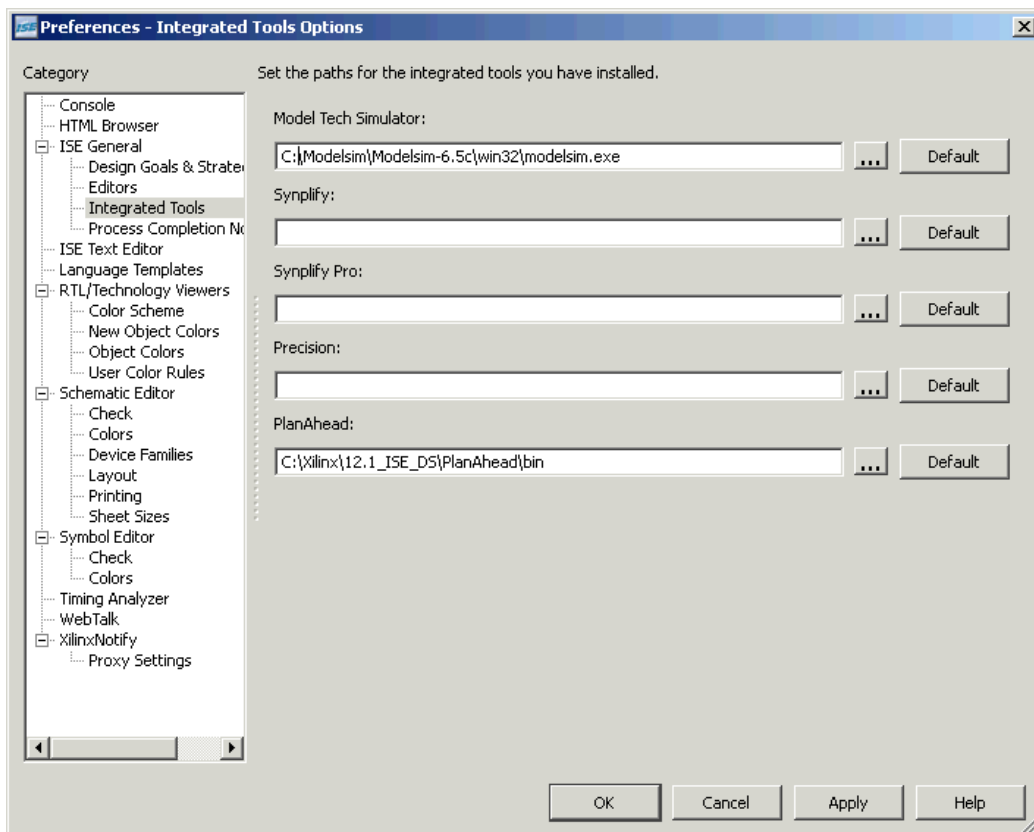 ISE Preferences - Integrated Tools Options
Category
Console
HTML Browser
ISE General
Design Goals & Strate
Editors
Integrated Tools
Process Completion No
ISE Text Editor
Language Templates
RTL/Technology Viewers
Color Scheme
New Object Colors
Object Colors
User Color Rules
Schematic Editor
Check
Colors
Device Families
Layout
Printing
Sheet Sizes
Symbol Editor
Check
Colors
Timing Analyzer
WebTalk
XilinxNotify
Proxy Settings
Set the paths for the integrated tools you have installed.
Model Tech Simulator:
C:\Modelsim\Modelsim-6.5c\win32\modelsim.exe ... Default
Synplify:
... Default
Synplify Pro:
... Default
Precision:
... Default
PlanAhead:
C:\Xilinx\12.1_ISE_DS\PlanAhead\bin ... Default
OK Cancel Apply Help